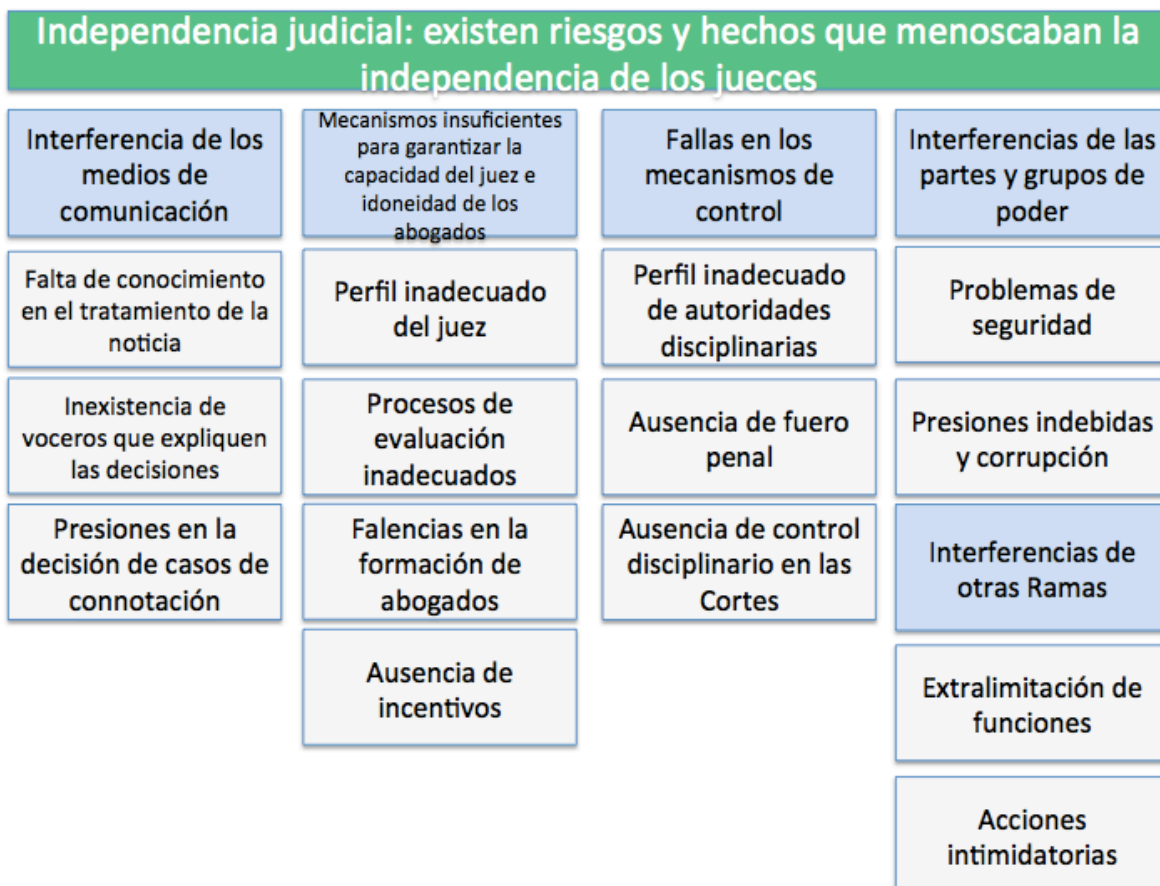 Independencia judicial: existen riesgos y hechos que menoscaban la
independencia de los jueces
Interferencia de los
medios de
comunicación
Falta de conocimiento
en el tratamiento de la
noticia
Inexistencia de
voceros que expliquen
las decisiones
Presiones en la
decisión de casos de
connotación
Mecanismos insuficientes
para garantizar la
capacidad del juez e
idoneidad de los
abogados
Perfil inadecuado
del juez
Procesos de
evaluación
inadecuados
Falencias en la
formación de
abogados
Ausencia de
incentivos
Fallas en los
mecanismos de
control
Perfil inadecuado
de autoridades
disciplinarias
Ausencia de fuero
penal
Ausencia de control
disciplinario en las
Cortes
Interferencias de las
partes y grupos de
poder
Problemas de
seguridad
Presiones indebidas
y corrupción
Interferencias de
otras Ramas
Extralimitación de
funciones
Acciones
intimidatorias